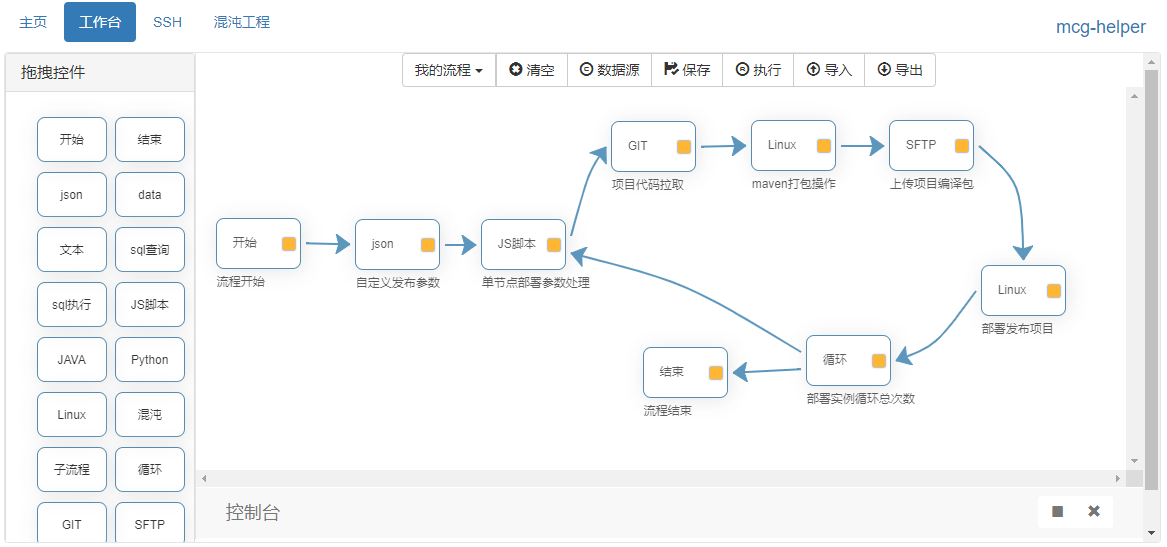 主页 工作台 SSH 混沌工程
mcg-helper
拖拽控件
我的流程 清空 数据源 保存 执行 导入 导出
开始 结束
json data
文本 sql查询
sql执行 JS脚本
JAVA Python
Linux 混沌
子流程 循环
GIT SFTP
GIT
项目代码拉取
Linux
maven打包操作
SFTP
上传项目编译包
开始
流程开始
json
自定义发布参数
JS脚本
单节点部署参数处理
Linux
部署发布项目
循环
部署实例循环总次数
结束
流程结束
控制台